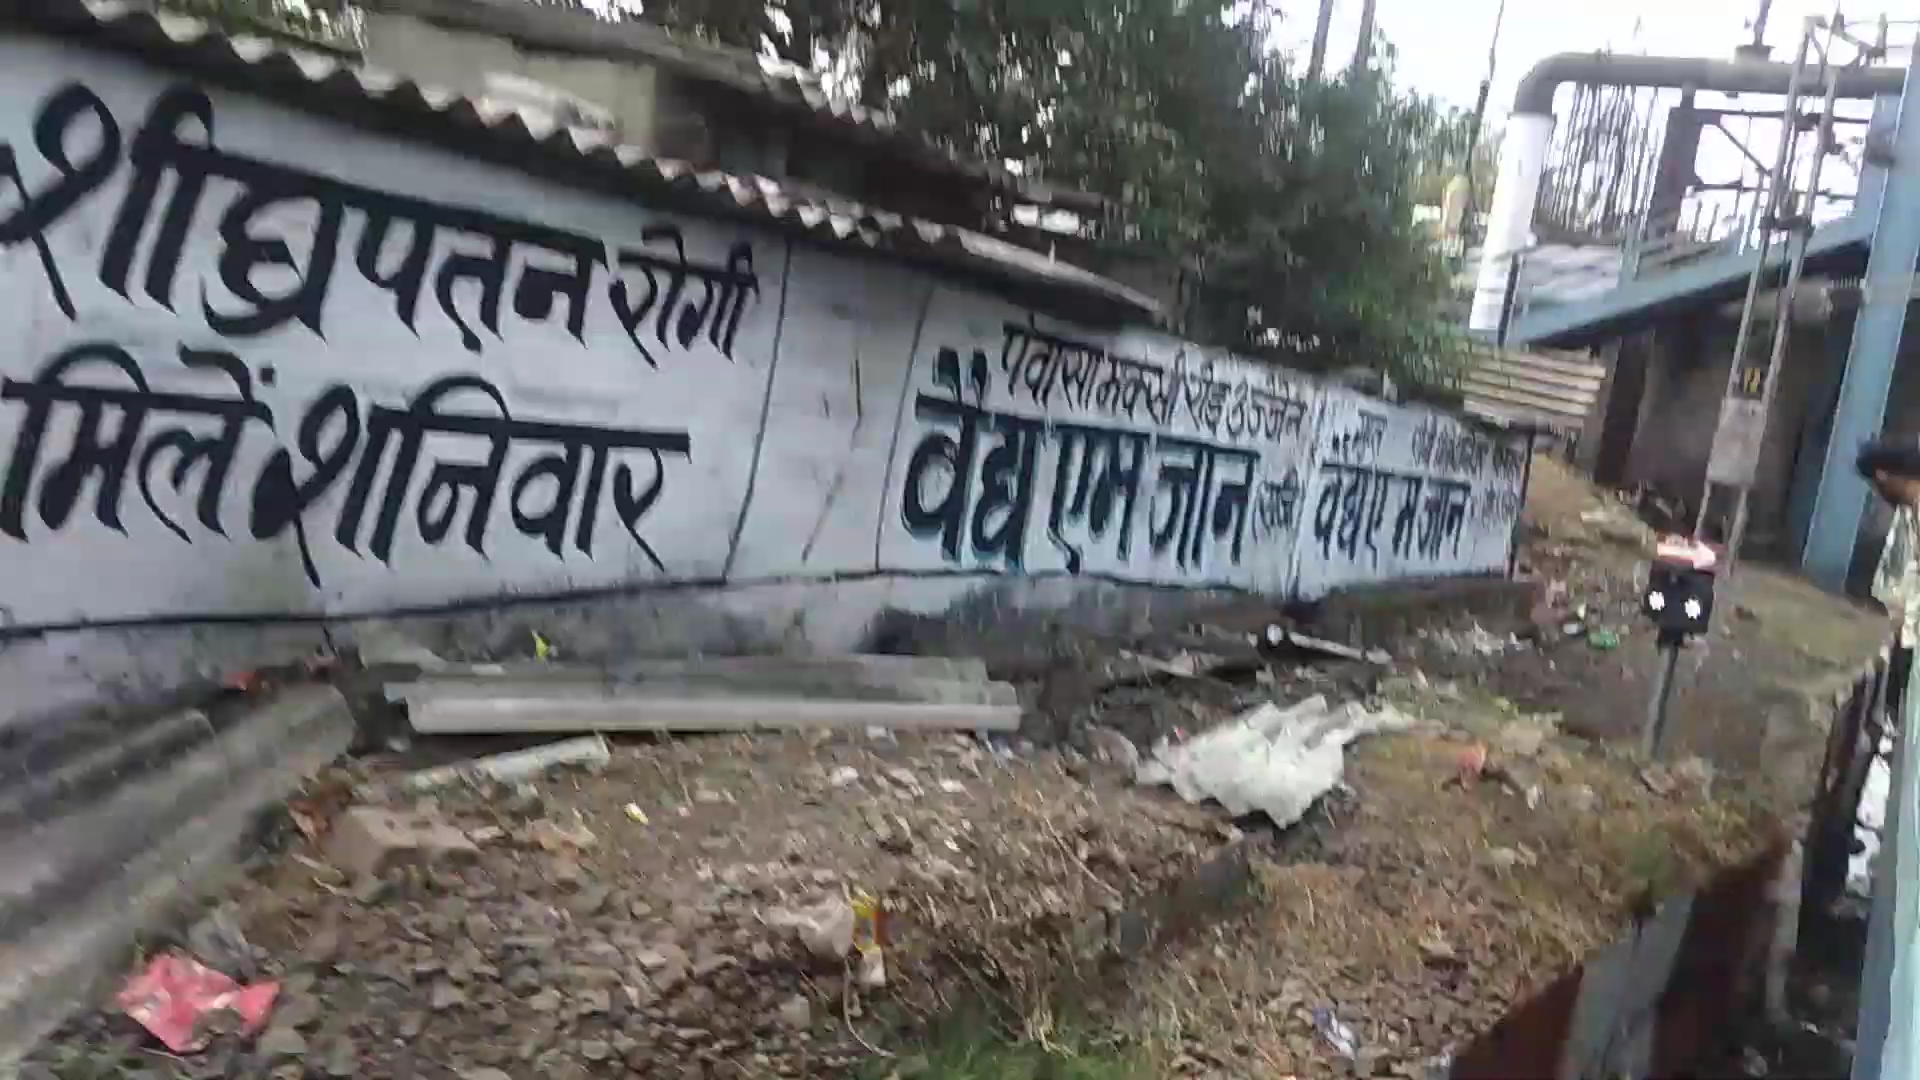 शीघ्रपतन रोगी
मिलें शनिवार
पंवासा मक्सी रोड उज्जैन
वैद्य एम जान
वैद्य एम जान